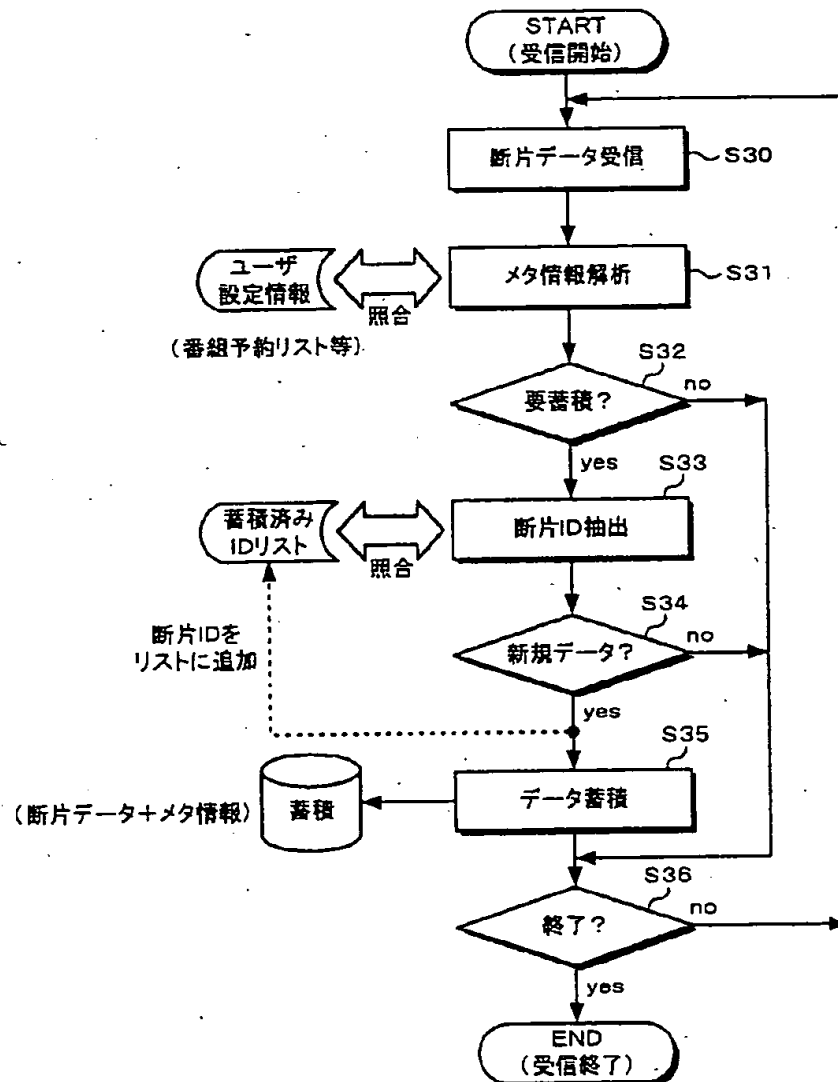 START
(受信開始)
断片データ受信
S30
ユーザ
設定情報
照合
メタ情報解析
S31
(番組予約リスト等)
S32
要蓄積?
no
yes
S33
蓄積済み
IDリスト
照合
断片ID抽出
断片IDを
リストに追加
S34
新規データ?
no
yes
S35
(断片データ+メタ情報)
蓄積
データ蓄積
S36
終了?
no
yes
END
(受信終了)